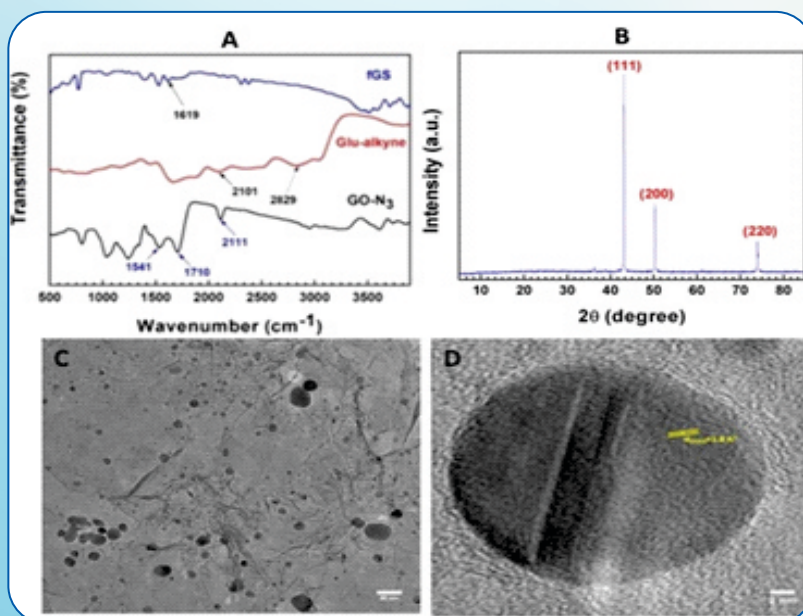 A
fGS
1619
Glu-alkyne
2101
2829
GO-N₃
1541
1710
2111
Transmittance (%)
500 1000 1500 2000 2500 3000 3500
Wavenumber (cm⁻¹)
B
(111)
(200)
(220)
Intensity (a.u.)
10 20 30 40 50 60 70 80
2θ (degree)
C
D